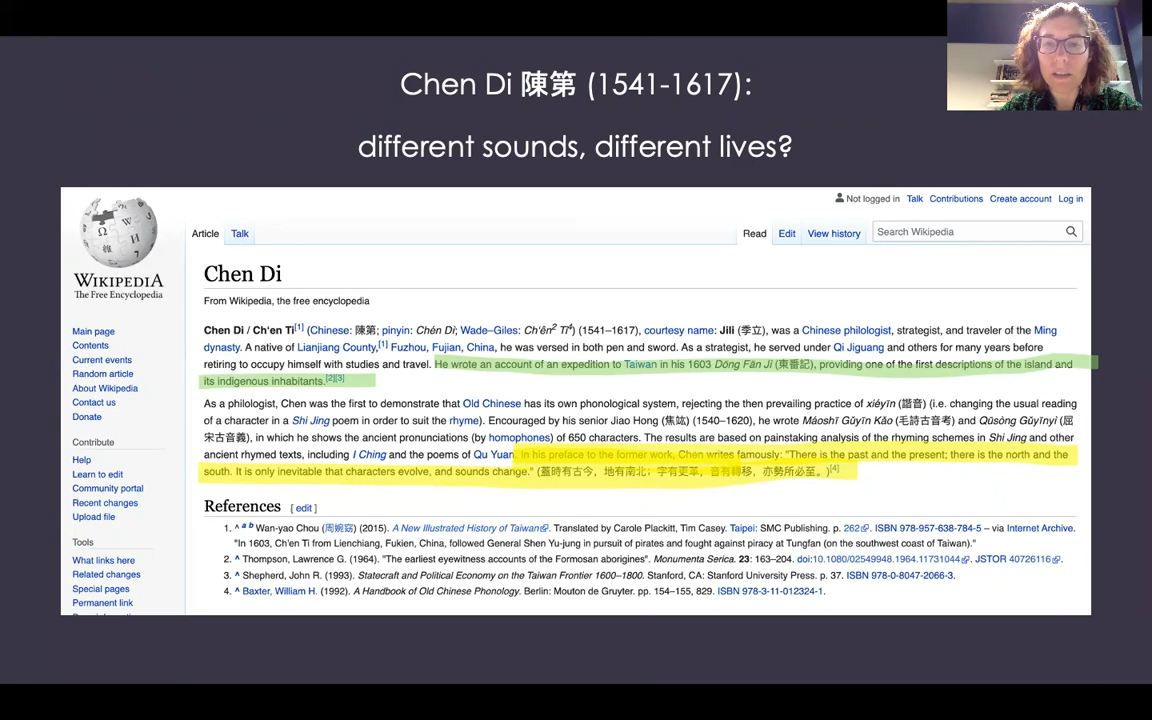 Chen Di 陳第 (1541-1617):
different sounds, different lives?
WIKIPEDIA
The Free Encyclopedia
Main page
Contents
Current events
Random article
About Wikipedia
Contact us
Donate
Contribute
Help
Learn to edit
Community portal
Recent changes
Upload file
Tools
What links here
Related changes
Special pages
Permanent link
Not logged in Talk Contributions Create account Log in
Article Talk Read Edit View history Search Wikipedia
Chen Di
From Wikipedia, the free encyclopedia
Chen Di / Ch'en Ti[1] (Chinese: 陳第; pinyin: Chén Dì; Wade–Giles: Ch'ên2 Ti4) (1541–1617), courtesy name: Jili (季立), was a Chinese philologist, strategist, and traveler of the Ming
dynasty. A native of Lianjiang County,[1] Fuzhou, Fujian, China, he was versed in both pen and sword. As a strategist, he served under Qi Jiguang and others for many years before
retiring to occupy himself with studies and travel. He wrote an account of an expedition to Taiwan in his 1603 Dōng Fān Jì (東番記), providing one of the first descriptions of the island and
its indigenous inhabitants.[2][3]
As a philologist, Chen was the first to demonstrate that Old Chinese has its own phonological system, rejecting the then prevailing practice of xiéyīn (諧音) (i.e. changing the usual reading
of a character in a Shi Jing poem in order to suit the rhyme). Encouraged by his senior Jiao Hong (焦竑) (1540–1620), he wrote Máoshī Gǔyīn Kǎo (毛詩古音考) and Qūsòng Gǔyīnyì (屈
宋古音義), in which he shows the ancient pronunciations (by homophones) of 650 characters. The results are based on painstaking analysis of the rhyming schemes in Shi Jing and other
ancient rhymed texts, including I Ching and the poems of Qu Yuan. In his preface to the former work, Chen writes famously: "There is the past and the present; there is the north and the
south. It is only inevitable that characters evolve, and sounds change." (蓋時有古今，地有南北；字有更革，音有轉移，亦勢所必至。)[4]
References [ edit ]
1. ^ a b Wan-yao Chou (周婉窈) (2015). A New Illustrated History of Taiwan. Translated by Carole Plackitt, Tim Casey. Taipei: SMC Publishing. p. 262. ISBN 978-957-638-784-5 – via Internet Archive.
"In 1603, Ch'en Ti from Lienchiang, Fukien, China, followed General Shen Yu-jung in pursuit of pirates and fought against piracy at Tungfan (on the southwest coast of Taiwan)."
2. ^ Thompson, Lawrence G. (1964). "The earliest eyewitness accounts of the Formosan aborigines". Monumenta Serica. 23: 163–204. doi:10.1080/02549948.1964.11731044. JSTOR 40726116.
3. ^ Shepherd, John R. (1993). Statecraft and Political Economy on the Taiwan Frontier 1600–1800. Stanford, CA: Stanford University Press. p. 37. ISBN 978-0-8047-2066-3.
4. ^ Baxter, William H. (1992). A Handbook of Old Chinese Phonology. Berlin: Mouton de Gruyter. pp. 154–155, 829. ISBN 978-3-11-012324-1.